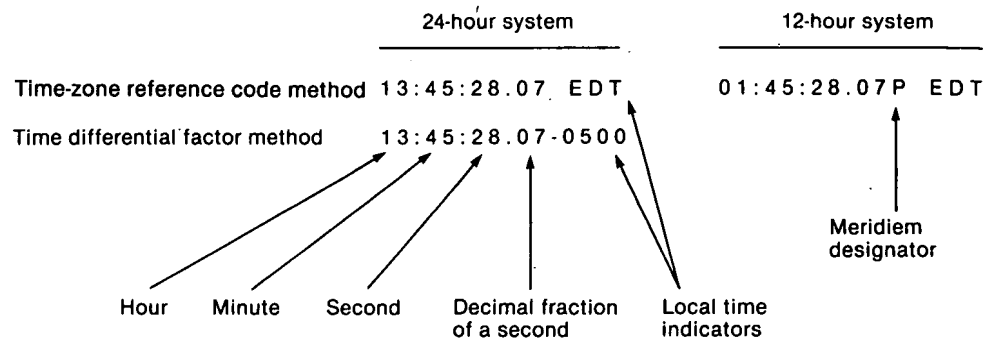 24-hour system 12-hour system
Time-zone reference code method 13:45:28.07 EDT 01:45:28.07P EDT
Time differential factor method 13:45:28.07-0500
Meridiem
designator
Hour Minute Second Decimal fraction
of a second Local time
indicators